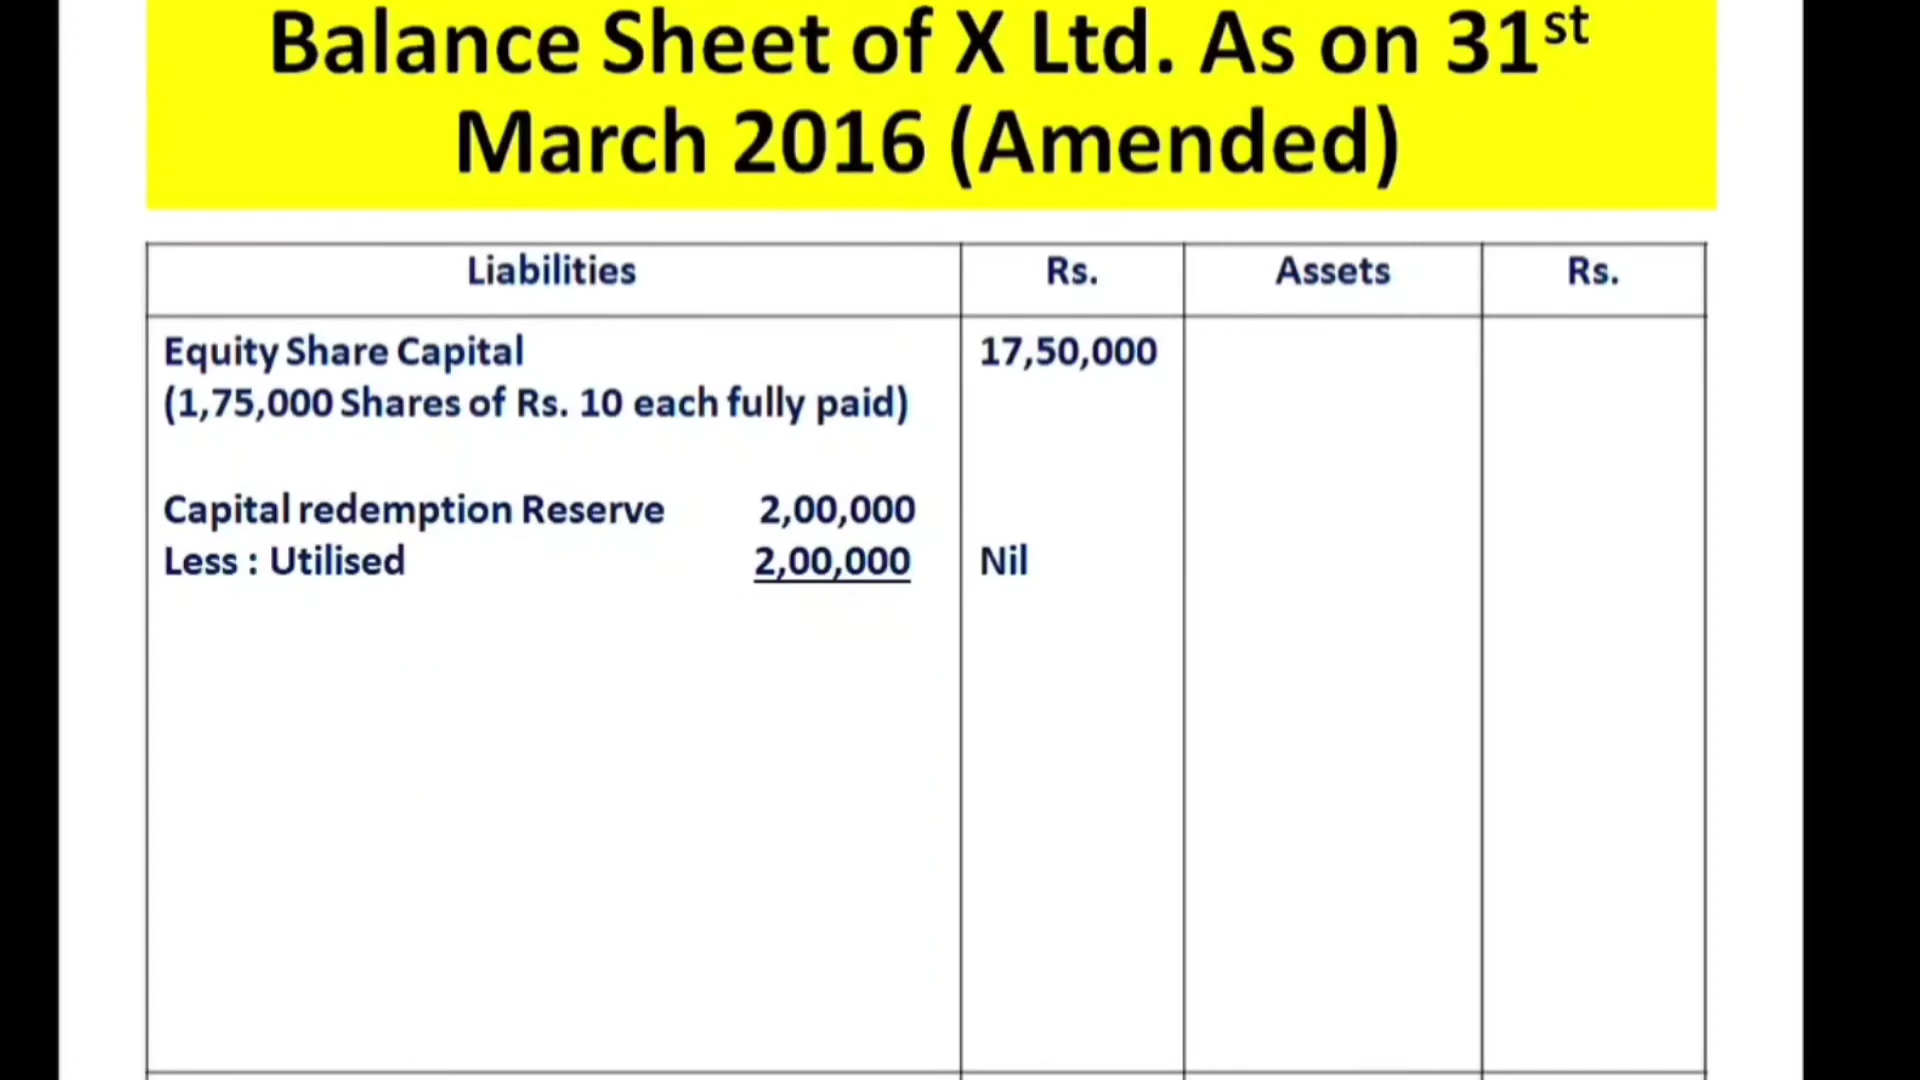 Balance Sheet of X Ltd. As on 31st
March 2016 (Amended)
Liabilities Rs. Assets Rs.
Equity Share Capital 17,50,000
(1,75,000 Shares of Rs. 10 each fully paid)
Capital redemption Reserve 2,00,000
Less : Utilised 2,00,000 Nil